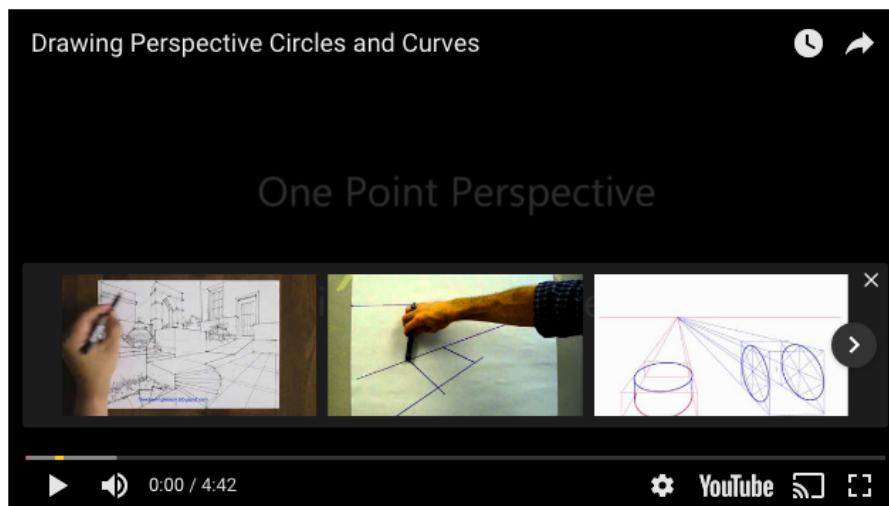 Drawing Perspective Circles and Curves
One Point Perspective
0:00 / 4:42
YouTube